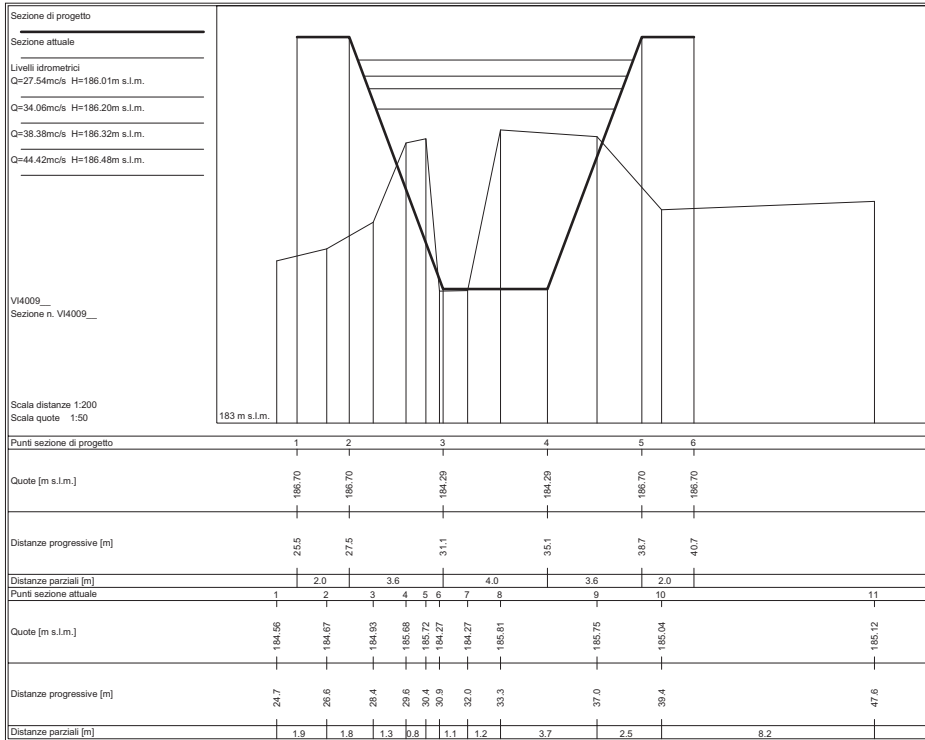 Sezione di progetto
Sezione attuale
Livelli idrometrici
Q=27.54mc/s H=186.01m s.l.m.
Q=34.06mc/s H=186.20m s.l.m.
Q=38.38mc/s H=186.32m s.l.m.
Q=44.42mc/s H=186.48m s.l.m.
VI4009__
Sezione n. VI4009__
Scala distanze 1:200
Scala quote 1:50
183 m s.l.m.
Punti sezione di progetto 1 2 3 4 5 6
Quote [m s.l.m.] 186.70 186.70 184.29 184.29 186.70 186.70
Distanze progressive [m] 25.5 27.5 31.1 35.1 38.7 40.7
Distanze parziali [m] 2.0 3.6 4.0 3.6 2.0
Punti sezione attuale 1 2 3 4 5 6 7 8 9 10 11
Quote [m s.l.m.] 184.56 184.67 184.93 185.68 185.72 184.27 184.27 185.81 185.75 185.04 185.12
Distanze progressive [m] 24.7 26.6 28.4 29.6 30.4 30.9 32.0 33.3 37.0 39.4 47.6
Distanze parziali [m] 1.9 1.8 1.3 0.8 1.1 1.2 3.7 2.5 8.2